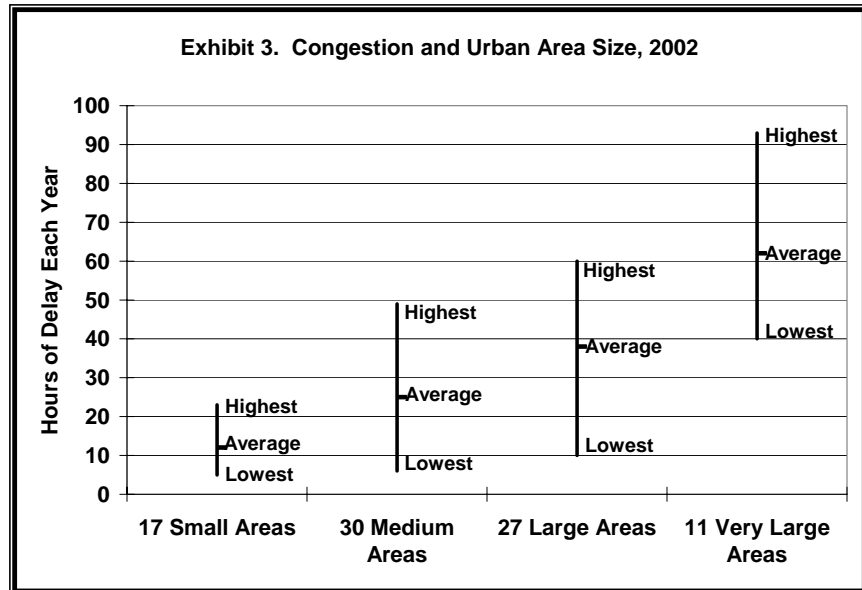 Exhibit 3. Congestion and Urban Area Size, 2002
Hours of Delay Each Year
100
90
80
70
60
50
40
30
20
10
0
Highest
Average
Lowest
Highest
Average
Lowest
Highest
Average
Lowest
Highest
Average
Lowest
17 Small Areas
30 Medium
Areas
27 Large Areas
11 Very Large
Areas